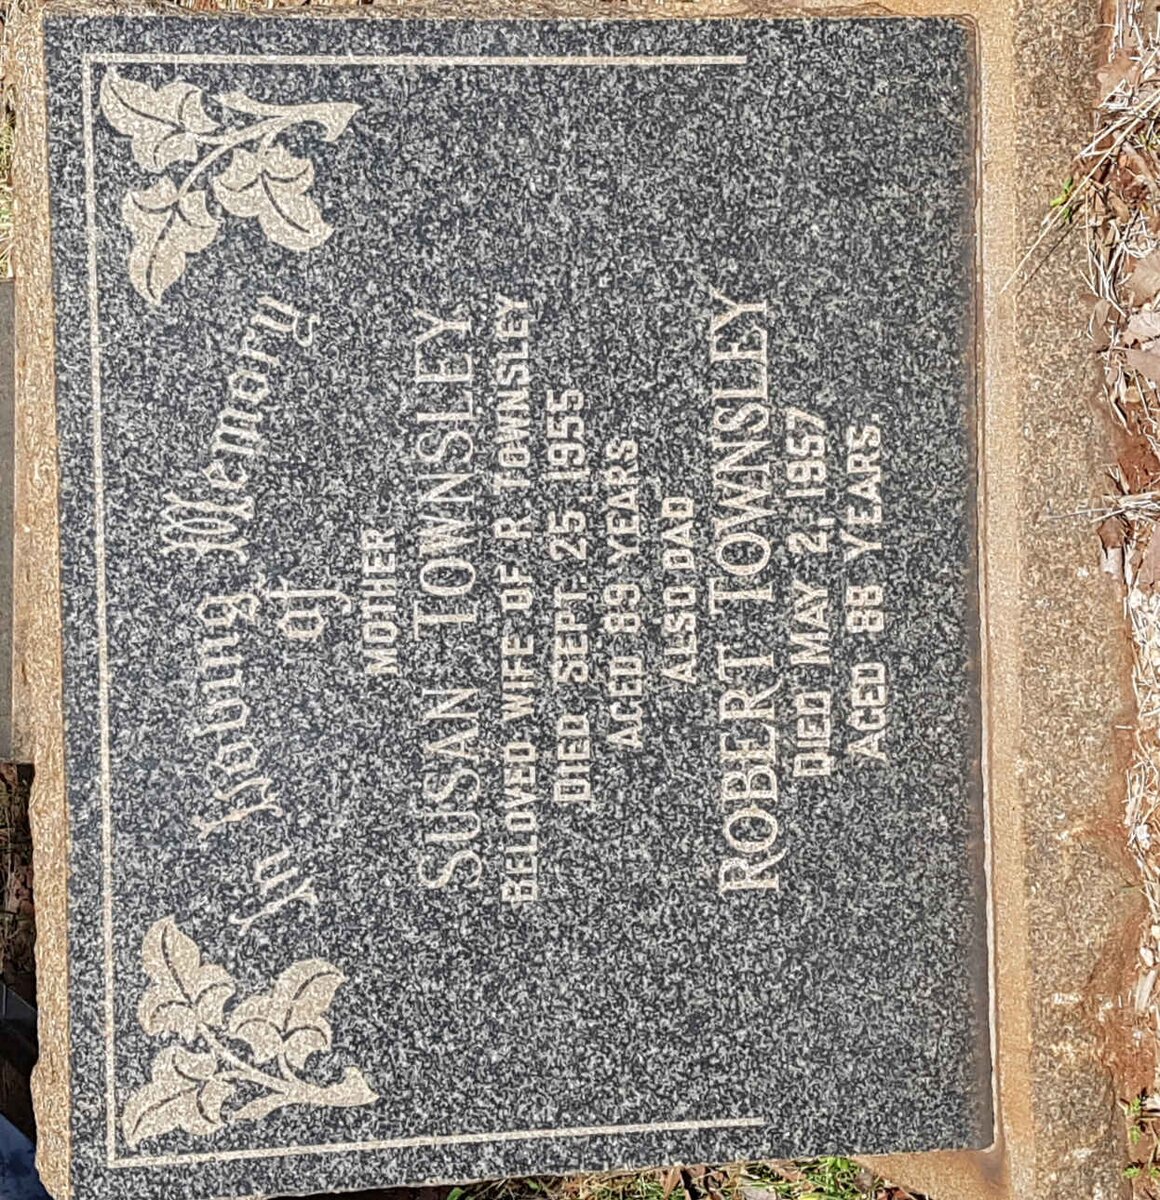 In Loving Memory
of
MOTHER
SUSAN TOWNSLEY
BELOVED WIFE OF R TOWNSLEY
DIED SEPT. 25. 1955
AGED 89 YEARS
ALSO DAD
ROBERT TOWNSLEY
DIED MAY 2, 1957
AGED 88 YEARS.